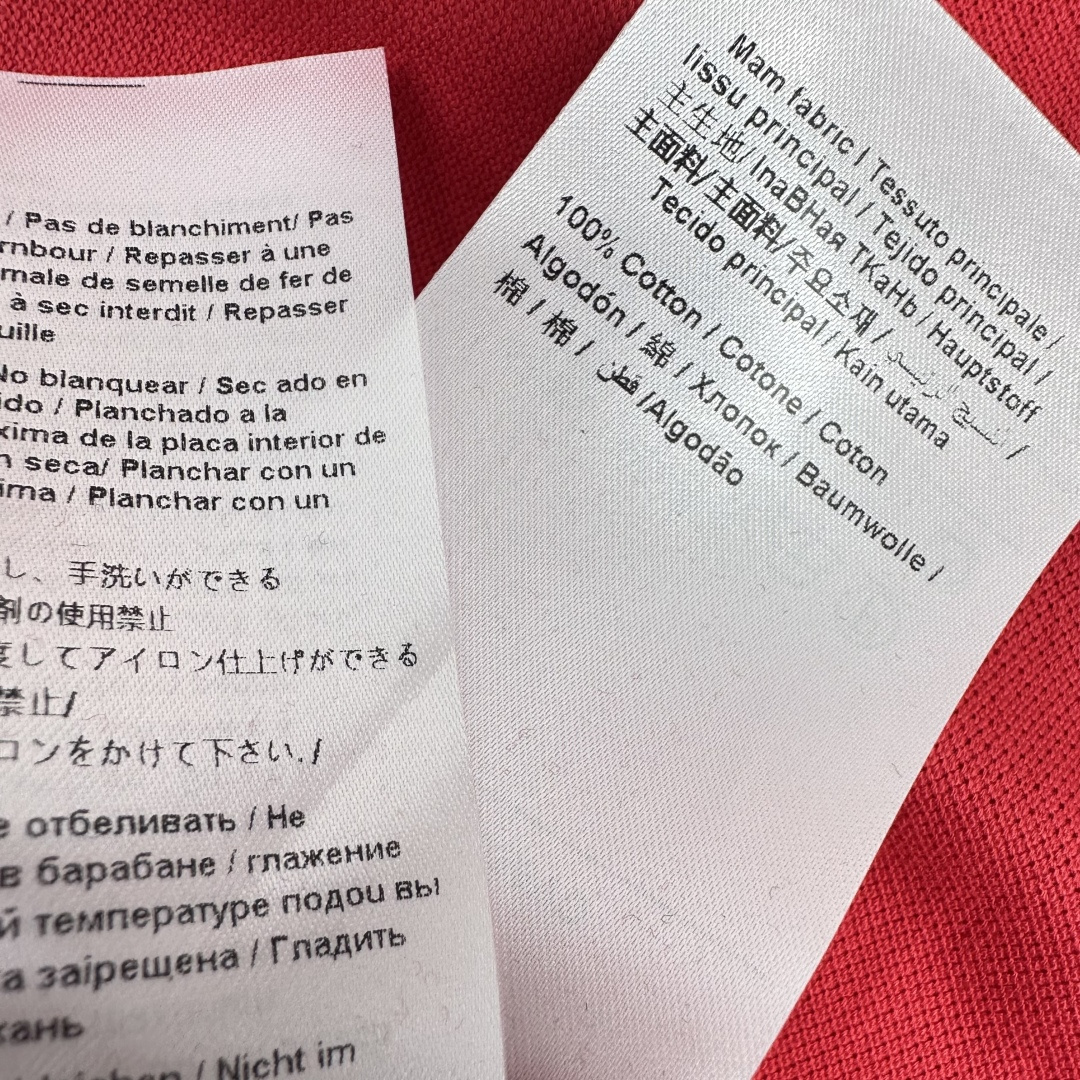 / Pas de blanchiment/ Pas
rnbour / Repasser à une
male de semelle de fer de
à sec interdit / Repasser
uille
No blanquear / Sec ado en
ido / Planchado a la
xima de la placa interior de
n seca/ Planchar con un
ima / Planchar con un
し、手洗いができる
剤の使用禁止
度してアイロン仕上げができる
禁止/
ロンをかけて下さい./
е отбеливать / Не
в барабане / глажение
й температуре подоu вы
а заiрещена / Гладить
кань
/ Nicht im
Mam fabric / Tessuto principale /
Iissu principal / Tejido principal /
主生地/ InaBHaя TKaHb / Hauptstoff
主面料/主面料/주요소재/ /
Tecido principal / Kain utama
100% Cotton / Cotone / Coton
Algodón / 綿 / Хлопок / Baumwolle /
棉 / 棉 / قطن /Algodão